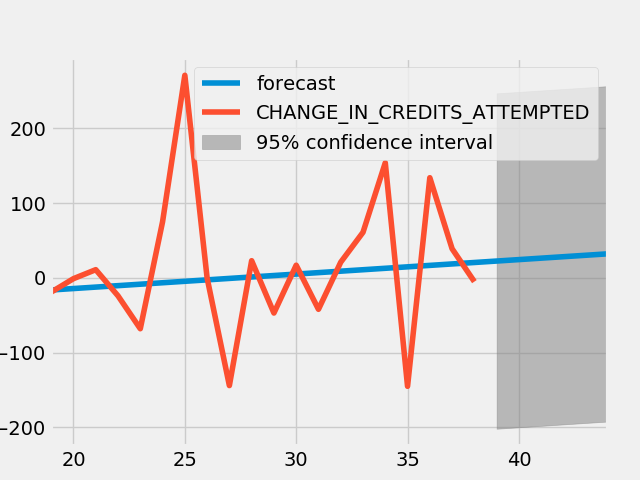 forecast
CHANGE_IN_CREDITS_ATTEMPTED
95% confidence interval
200
100
0
−100
−200
20 25 30 35 40